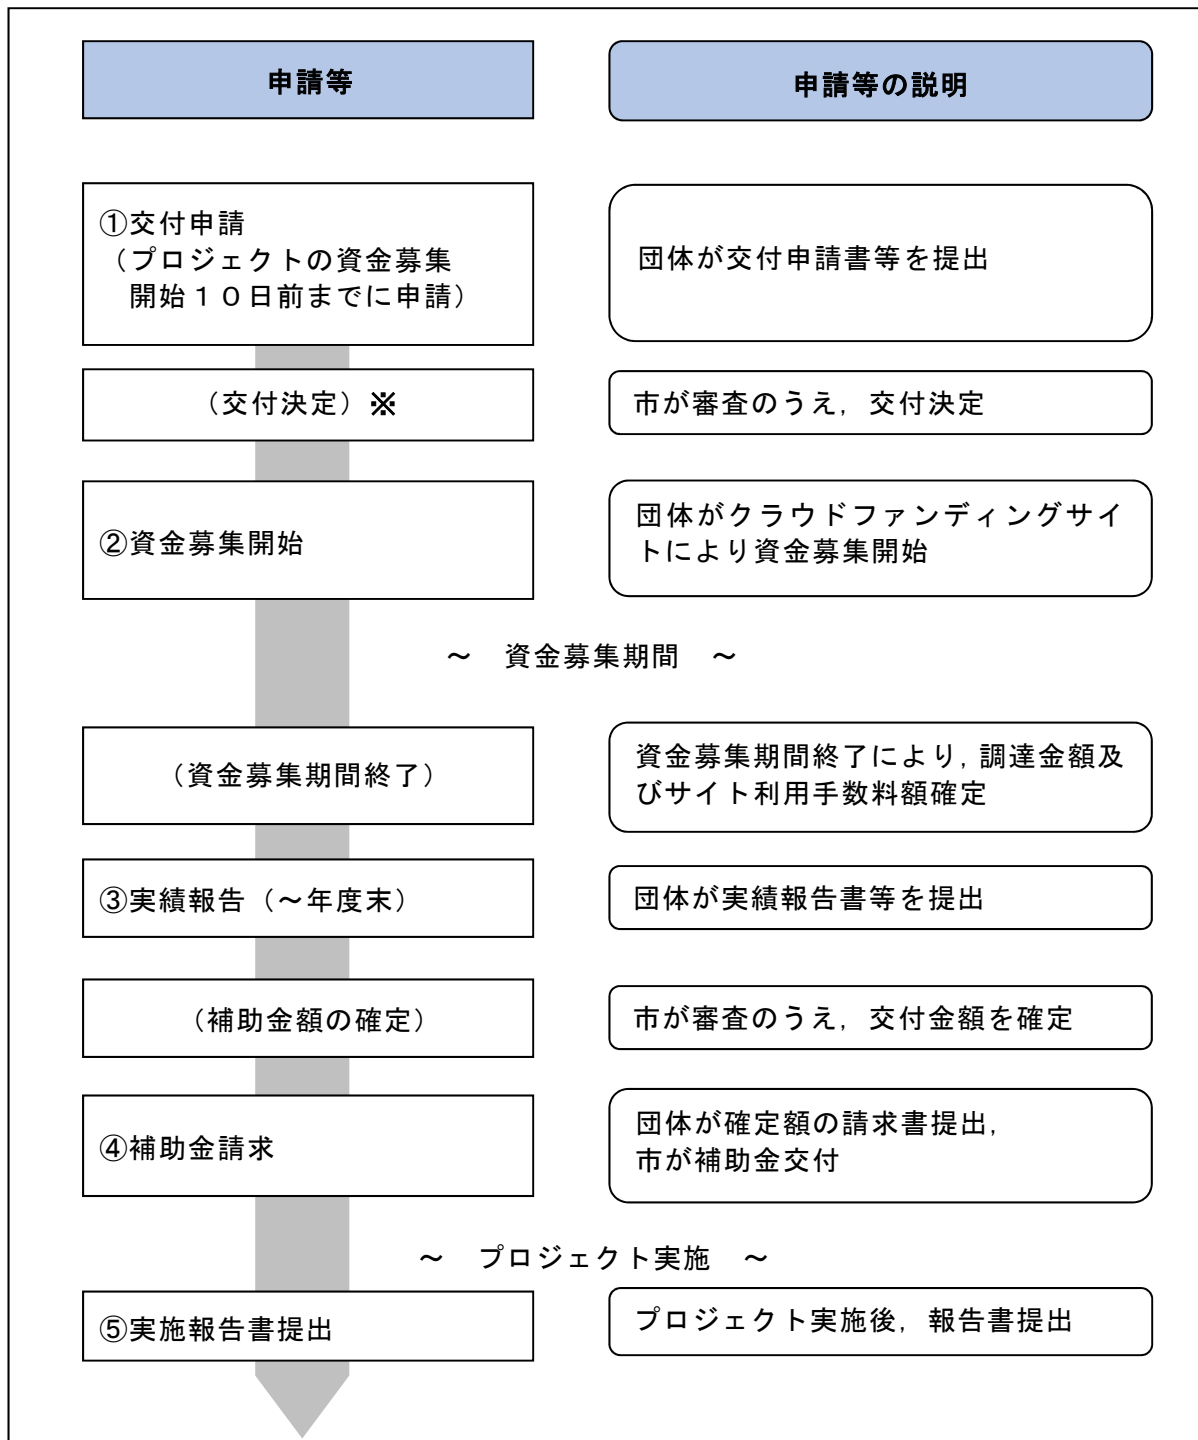 申請等
申請等の説明
①交付申請
（プロジェクトの資金募集
開始１０日前までに申請）
団体が交付申請書等を提出
（交付決定）※
市が審査のうえ，交付決定
②資金募集開始
団体がクラウドファンディングサイ
トにより資金募集開始
～　資金募集期間　～
（資金募集期間終了）
資金募集期間終了により，調達金額及
びサイト利用手数料額確定
③実績報告（～年度末）
団体が実績報告書等を提出
（補助金額の確定）
市が審査のうえ，交付金額を確定
④補助金請求
団体が確定額の請求書提出，
市が補助金交付
～　プロジェクト実施　～
⑤実施報告書提出
プロジェクト実施後，報告書提出